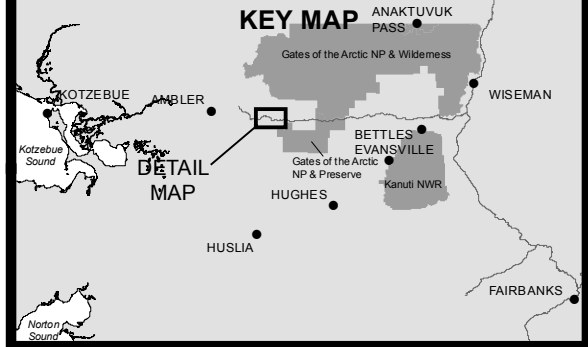 KEY MAP
ANAKTUVUK
PASS
Gates of the Arctic NP & Wilderness
KOTZEBUE
AMBLER
WISEMAN
Kotzebue
Sound
DETAIL
MAP
BETTLES
EVANSVILLE
Gates of the Arctic
NP & Preserve
Kanuti NWR
HUGHES
HUSLIA
FAIRBANKS
Norton
Sound